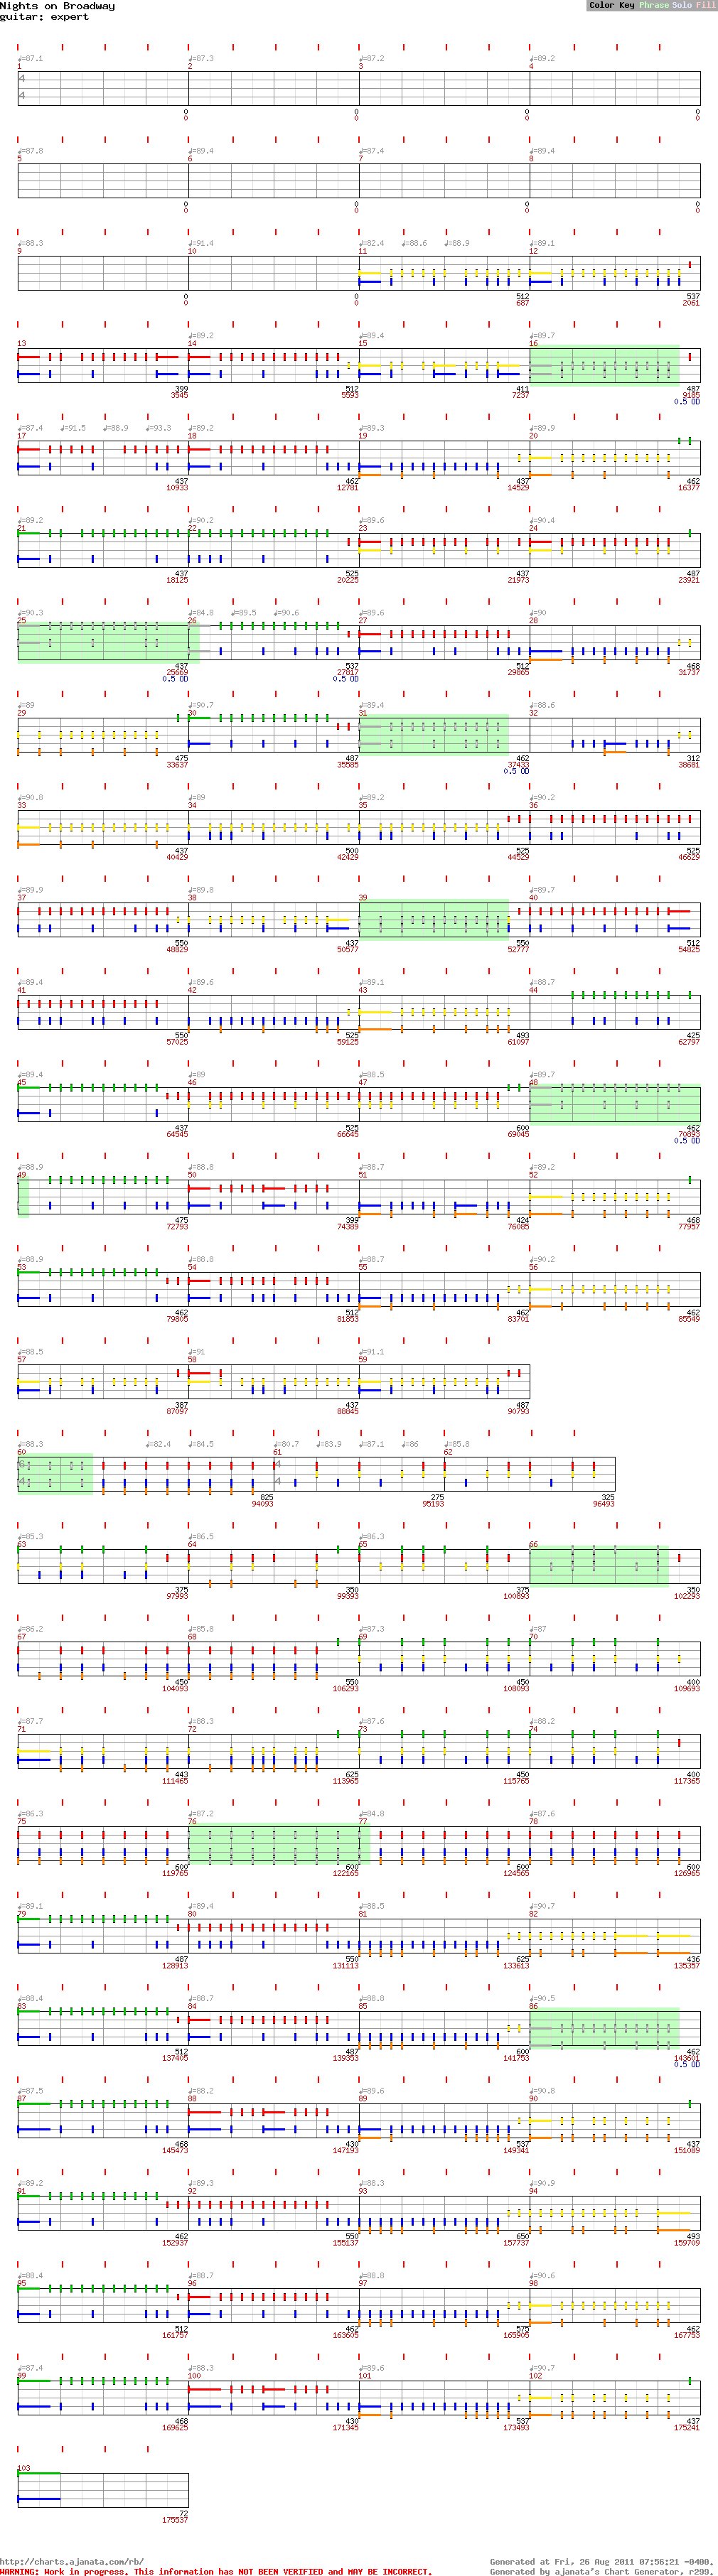 Nights on Broadway
guitar: expert
Color Key Phrase Solo Fill
♩=87.1 ♩=87.3 ♩=87.2 ♩=89.2
1 2 3 4
4
4
0 0 0 0
0 0 0 0
♩=87.8 ♩=89.4 ♩=87.4 ♩=89.4
5 6 7 8
0 0 0 0
0 0 0 0
♩=88.3 ♩=91.4 ♩=82.4 ♩=88.6 ♩=88.9 ♩=89.1
9 10 11 12
0 0 512 537
0 0 687 2061
♩=89.2 ♩=89.4 ♩=89.7
13 14 15 16
399 512 411 487
3545 5593 7237 9185
0.5 OD
♩=87.4 ♩=91.5 ♩=88.9 ♩=93.3 ♩=89.2 ♩=89.3 ♩=89.9
17 18 19 20
437 462 437 462
10933 12781 14529 16377
♩=89.2 ♩=90.2 ♩=89.6 ♩=90.4
21 22 23 24
437 525 437 487
18125 20225 21973 23921
♩=90.3 ♩=84.8 ♩=89.5 ♩=90.6 ♩=89.6 ♩=90
25 26 27 28
437 537 512 468
25669 27817 29865 31737
0.5 OD 0.5 OD
♩=89 ♩=90.7 ♩=89.4 ♩=88.6
29 30 31 32
475 487 462 312
33637 35585 37433 38681
0.5 OD
♩=90.8 ♩=89 ♩=89.2 ♩=90.2
33 34 35 36
437 500 525 525
40429 42429 44529 46629
♩=89.9 ♩=89.8 ♩=89.7
37 38 39 40
550 437 550 512
48829 50577 52777 54825
♩=89.4 ♩=89.6 ♩=89.1 ♩=88.7
41 42 43 44
550 525 493 425
57025 59125 61097 62797
♩=89.4 ♩=89 ♩=88.5 ♩=89.7
45 46 47 48
437 525 600 462
64545 66645 69045 70893
0.5 OD
♩=88.9 ♩=88.8 ♩=88.7 ♩=89.2
49 50 51 52
475 399 424 468
72793 74389 76085 77957
♩=88.9 ♩=88.8 ♩=88.7 ♩=90.2
53 54 55 56
462 512 462 462
79805 81853 83701 85549
♩=88.5 ♩=91 ♩=91.1
57 58 59
387 437 487
87097 88845 90793
♩=88.3 ♩=82.4 ♩=84.5 ♩=80.7 ♩=83.9 ♩=87.1 ♩=86 ♩=85.8
60 61 62
6 4
4 4
825 275 325
94093 95193 96493
♩=85.3 ♩=86.5 ♩=86.3
63 64 65 66
375 350 375 350
97993 99393 100893 102293
♩=86.2 ♩=85.8 ♩=87.3 ♩=87
67 68 69 70
450 550 450 400
104093 106293 108093 109693
♩=87.7 ♩=88.3 ♩=87.6 ♩=88.2
71 72 73 74
443 625 450 400
111465 113965 115765 117365
♩=86.3 ♩=87.2 ♩=84.8 ♩=87.6
75 76 77 78
600 600 600 600
119765 122165 124565 126965
♩=89.1 ♩=89.4 ♩=88.5 ♩=90.7
79 80 81 82
487 550 625 436
128913 131113 133613 135357
♩=88.4 ♩=88.7 ♩=88.8 ♩=90.5
83 84 85 86
512 487 600 462
137405 139353 141753 143601
0.5 OD
♩=87.5 ♩=88.2 ♩=89.6 ♩=90.8
87 88 89 90
468 430 537 437
145473 147193 149341 151089
♩=89.2 ♩=89.3 ♩=88.3 ♩=90.9
91 92 93 94
462 550 650 493
152937 155137 157737 159709
♩=88.4 ♩=88.7 ♩=88.8 ♩=90.6
95 96 97 98
512 462 575 462
161757 163605 165905 167753
♩=87.4 ♩=88.3 ♩=89.6 ♩=90.7
99 100 101 102
468 430 537 437
169625 171345 173493 175241
103
72
175537
http://charts.ajanata.com/rb/ Generated at Fri, 26 Aug 2011 07:56:21 -0400.
WARNING: Work in progress. This information has NOT BEEN VERIFIED and MAY BE INCORRECT. Generated by ajanata's Chart Generator, r299.